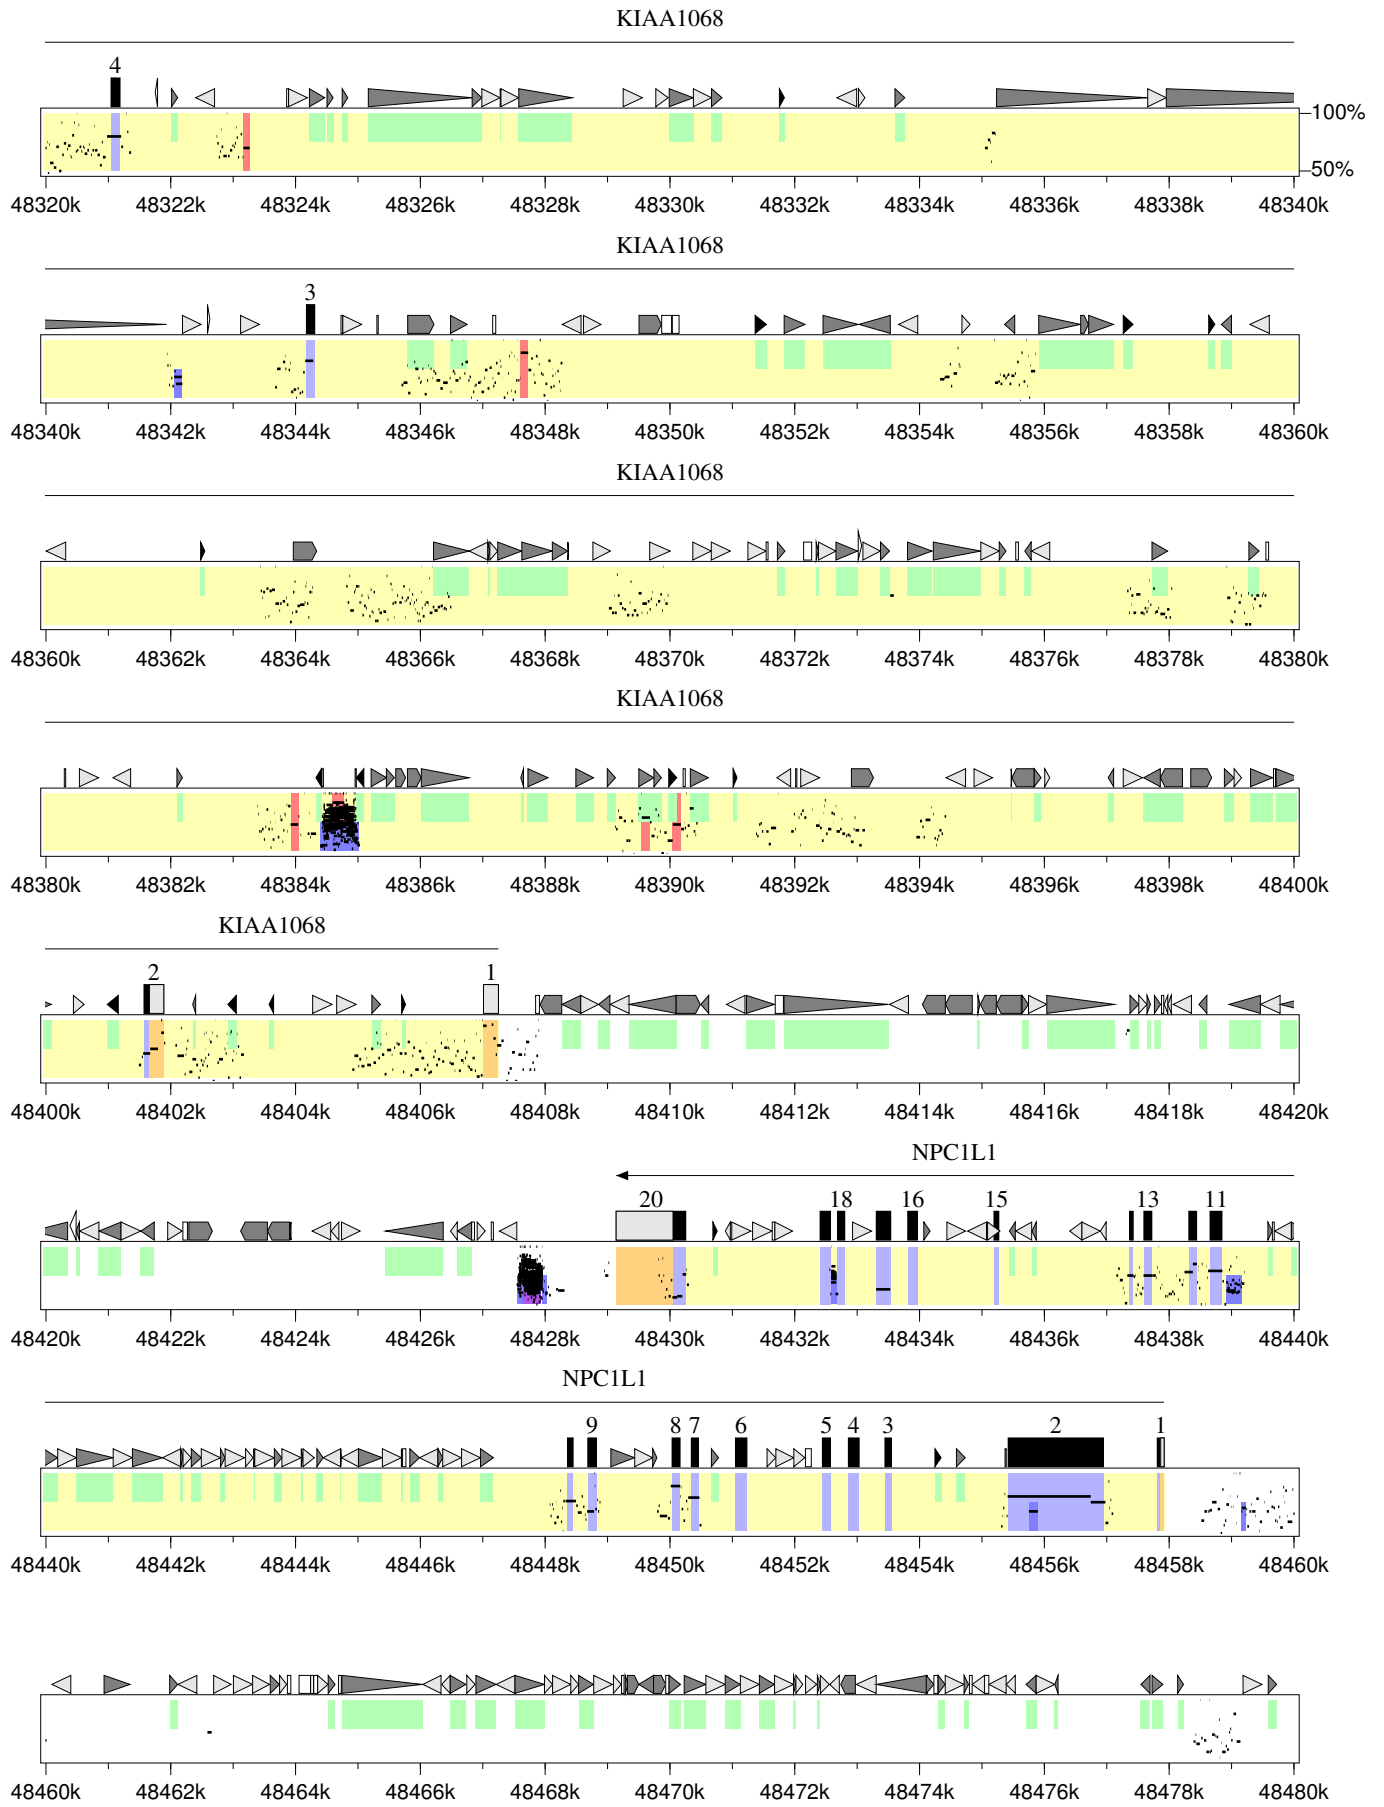 KIAA1068
4
100%
50%
48320k 48322k 48324k 48326k 48328k 48330k 48332k 48334k 48336k 48338k 48340k
KIAA1068
3
48340k 48342k 48344k 48346k 48348k 48350k 48352k 48354k 48356k 48358k 48360k
KIAA1068
48360k 48362k 48364k 48366k 48368k 48370k 48372k 48374k 48376k 48378k 48380k
KIAA1068
48380k 48382k 48384k 48386k 48388k 48390k 48392k 48394k 48396k 48398k 48400k
KIAA1068
2 1
48400k 48402k 48404k 48406k 48408k 48410k 48412k 48414k 48416k 48418k 48420k
NPC1L1
20 18 16 15 13 11
48420k 48422k 48424k 48426k 48428k 48430k 48432k 48434k 48436k 48438k 48440k
NPC1L1
9 8 7 6 5 4 3 2 1
48440k 48442k 48444k 48446k 48448k 48450k 48452k 48454k 48456k 48458k 48460k
48460k 48462k 48464k 48466k 48468k 48470k 48472k 48474k 48476k 48478k 48480k